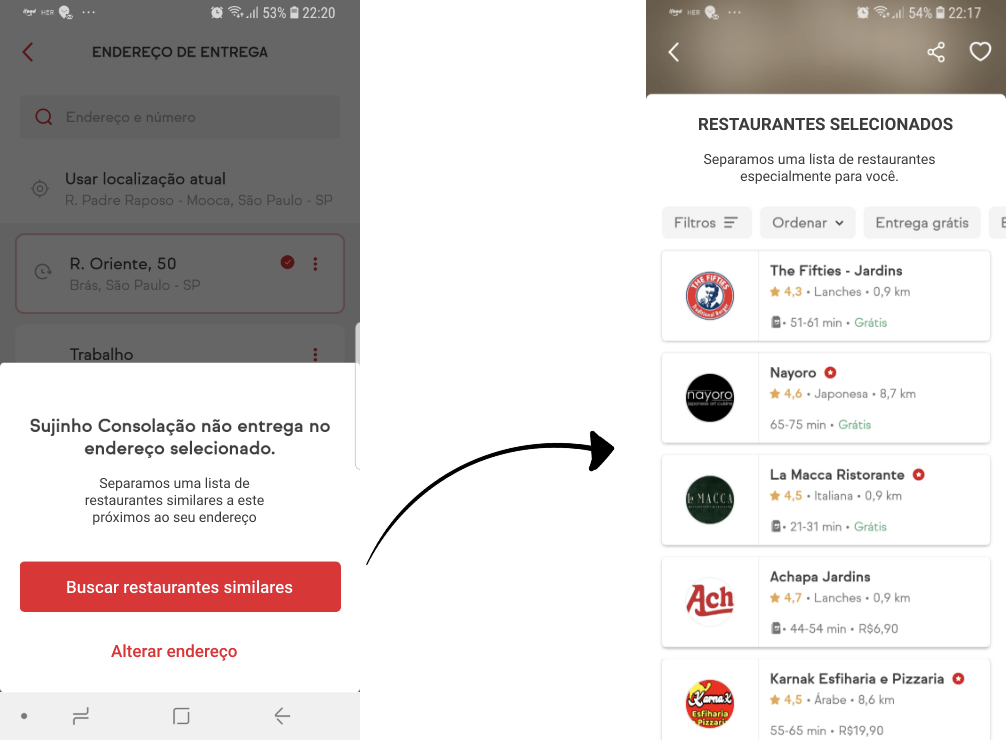 Illegal HER 53% 22:20
ENDEREÇO DE ENTREGA
Endereço e número
Usar localização atual
R. Padre Raposo - Mooca, São Paulo - SP
R. Oriente, 50
Brás, São Paulo - SP
Trabalho
Sujinho Consolação não entrega no
endereço selecionado.
Separamos uma lista de
restaurantes similares a este
próximos ao seu endereço
Buscar restaurantes similares
Alterar endereço
HER 54% 22:17
RESTAURANTES SELECIONADOS
Separamos uma lista de restaurantes
especialmente para você.
Filtros Ordenar Entrega grátis E
THE FIFTIES
Traditional Burger
The Fifties - Jardins
4,3 • Lanches • 0,9 km
• 51-61 min • Grátis
nayoro
Nayoro
4,6 • Japonesa • 8,7 km
65-75 min • Grátis
La MACCA
La Macca Ristorante
4,5 • Italiana • 0,9 km
• 21-31 min • Grátis
Ach
Achapa Jardins
4,7 • Lanches • 0,9 km
• 44-54 min • R$6,90
Karnak
Esfiharia
Pizzari
Karnak Esfiharia e Pizzaria
4,5 • Árabe • 8,6 km
55-65 min • R$19,90